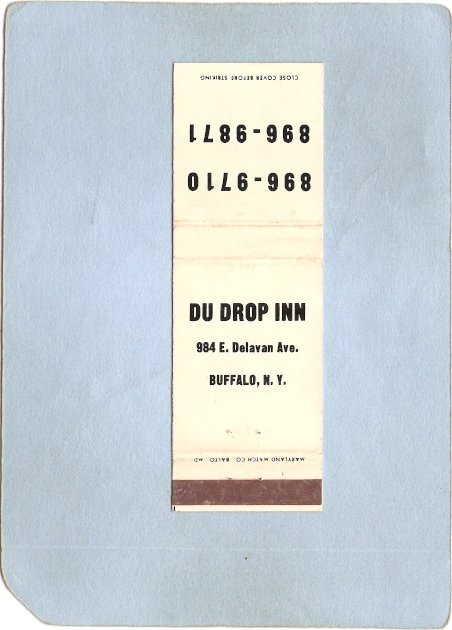 CLOSE COVER BEFORE STRIKING
896-9871
896-9710
DU DROP INN
984 E. Delavan Ave.
BUFFALO, N. Y.
MARYLAND MATCH CO., BALTO., MD.